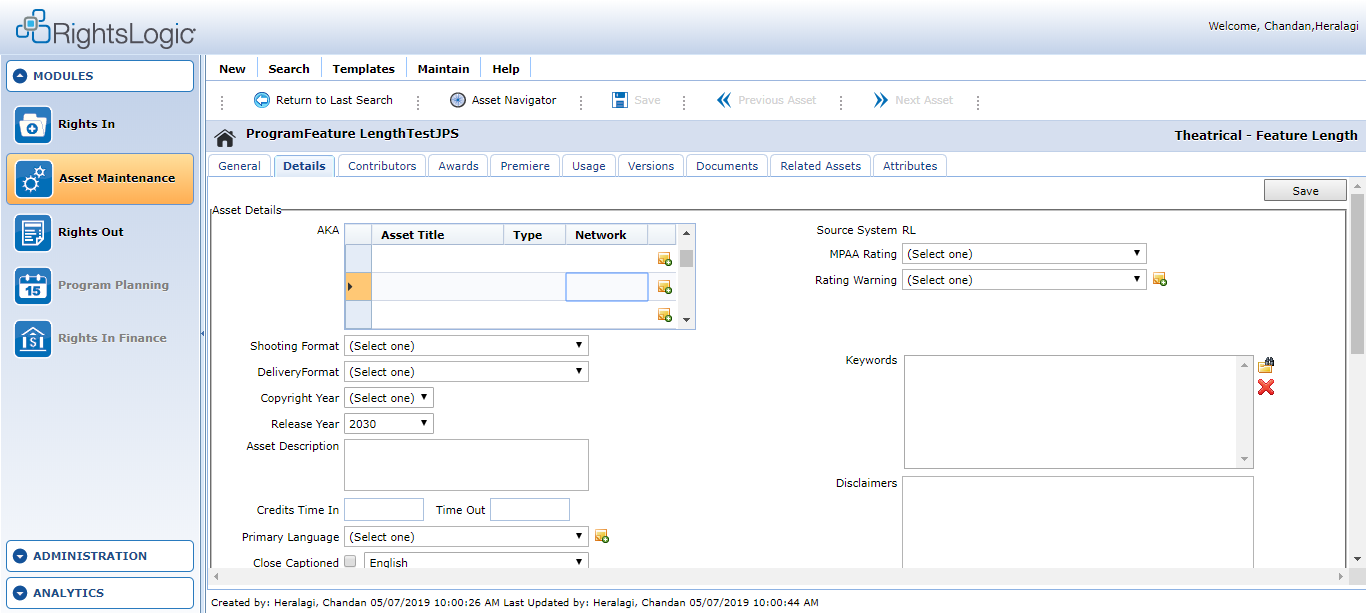 RightsLogic
Welcome, Chandan,Heralagi
MODULES
Rights In
Asset Maintenance
Rights Out
15
Program Planning
$
Rights In Finance
ADMINISTRATION
ANALYTICS
New Search Templates Maintain Help
Return to Last Search Asset Navigator Save Previous Asset Next Asset
ProgramFeature LengthTestJPS Theatrical - Feature Length
General Details Contributors Awards Premiere Usage Versions Documents Related Assets Attributes
Save
Asset Details
AKA
Asset Title Type Network
Source System RL
MPAA Rating (Select one)
Rating Warning (Select one)
Shooting Format (Select one)
DeliveryFormat (Select one)
Copyright Year (Select one)
Release Year 2030
Asset Description
Credits Time In Time Out
Primary Language (Select one)
Close Captioned English
Keywords
Disclaimers
Created by: Heralagi, Chandan 05/07/2019 10:00:26 AM Last Updated by: Heralagi, Chandan 05/07/2019 10:00:44 AM